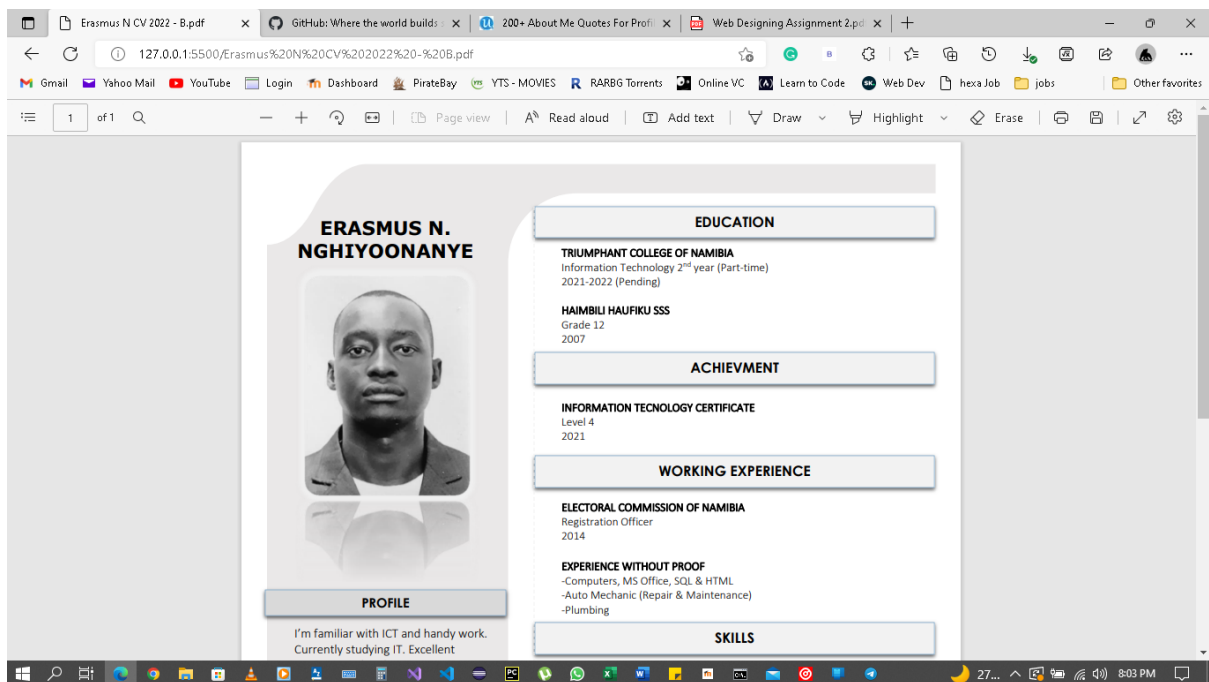 Erasmus N CV 2022 - B.pdf
GitHub: Where the world builds s
200+ About Me Quotes For Profil
Web Designing Assignment 2.pd
127.0.0.1:5500/Erasmus%20N%20CV%202022%20-%20B.pdf
Gmail
Yahoo Mail
YouTube
Login
Dashboard
PirateBay
YTS - MOVIES
RARBG Torrents
Online VC
Learn to Code
Web Dev
hexa Job
jobs
Other favorites
1 of 1
Page view
Read aloud
Add text
Draw
Highlight
Erase
ERASMUS N.
NGHIYOONANYE
PROFILE
I'm familiar with ICT and handy work.
Currently studying IT. Excellent
EDUCATION
TRIUMPHANT COLLEGE OF NAMIBIA
Information Technology 2nd year (Part-time)
2021-2022 (Pending)
HAIMBILI HAUFIKU SSS
Grade 12
2007
ACHIEVMENT
INFORMATION TECNOLOGY CERTIFICATE
Level 4
2021
WORKING EXPERIENCE
ELECTORAL COMMISSION OF NAMIBIA
Registration Officer
2014
EXPERIENCE WITHOUT PROOF
-Computers, MS Office, SQL & HTML
-Auto Mechanic (Repair & Maintenance)
-Plumbing
SKILLS
27...
8:03 PM